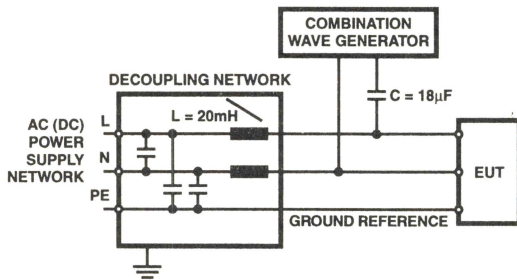 COMBINATION
WAVE GENERATOR
DECOUPLING NETWORK
C = 18µF
L = 20mH
AC (DC)
POWER
SUPPLY
NETWORK
L
N
PE
EUT
GROUND REFERENCE